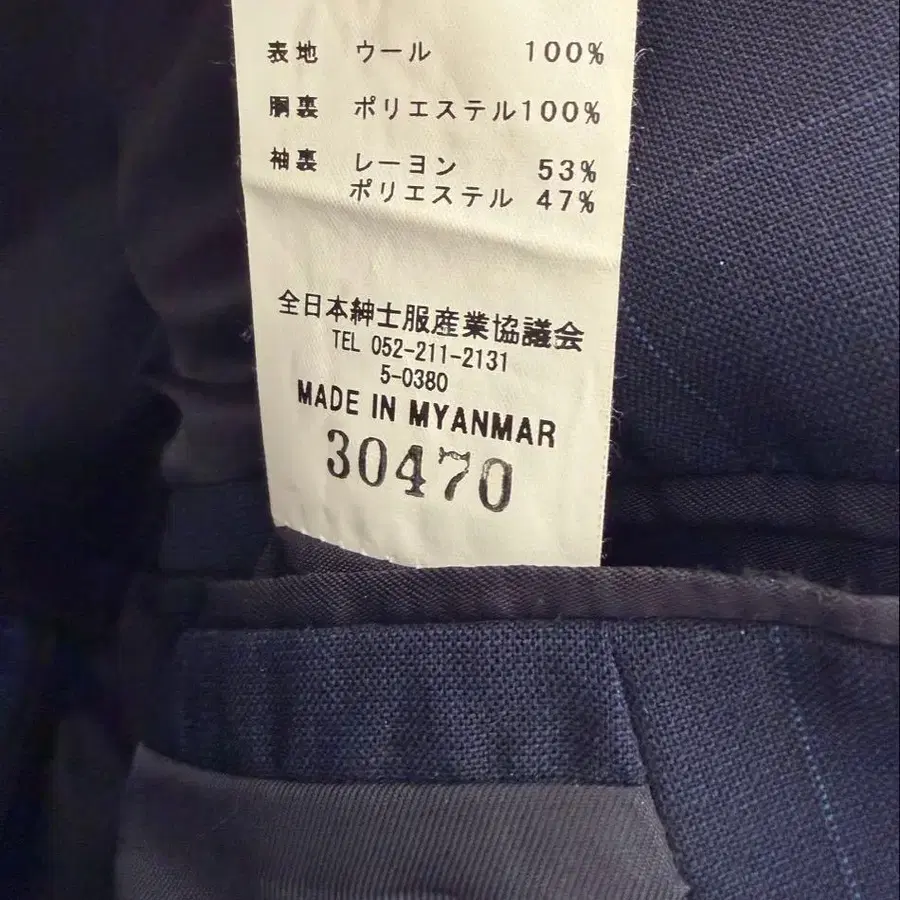 表地 ウール 100%
胴裏 ポリエステル100%
袖裏 レーヨン 53%
ポリエステル 47%
全日本紳士服産業協議会
TEL 052-211-2131
5-0380
MADE IN MYANMAR
30470